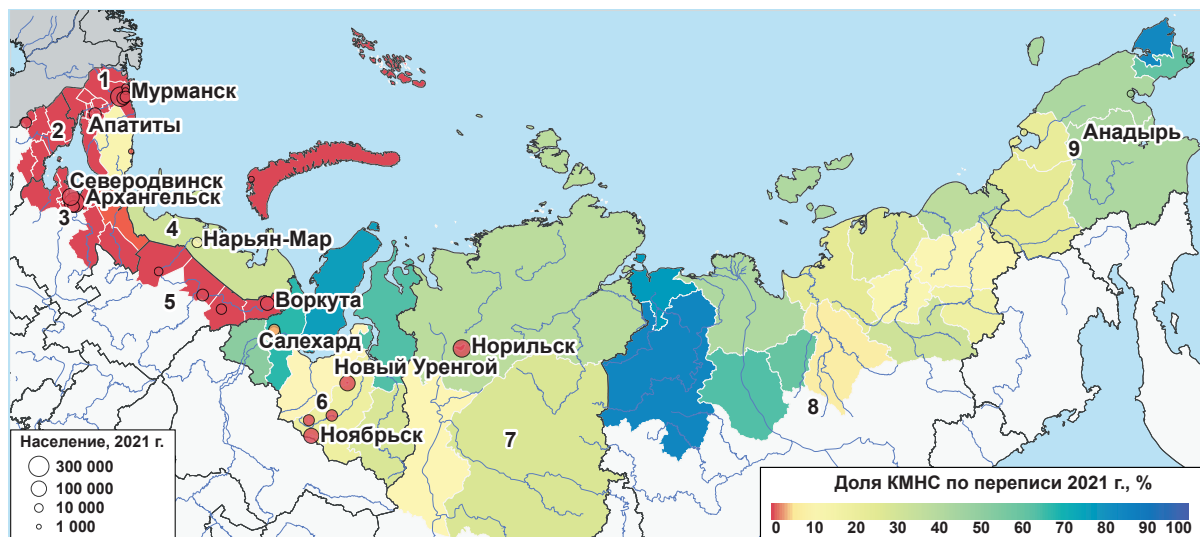 1
Мурманск
2
Апатиты
9
Анадырь
Северодвинск
Архангельск
3
4
Нарьян-Мар
5
Воркута
Салехард
Норильск
Новый Уренгой
6
8
Ноябрьск
7
Население, 2021 г.
300 000
100 000
10 000
1 000
Доля КМНС по переписи 2021 г., %
0 10 20 30 40 50 60 70 80 90 100